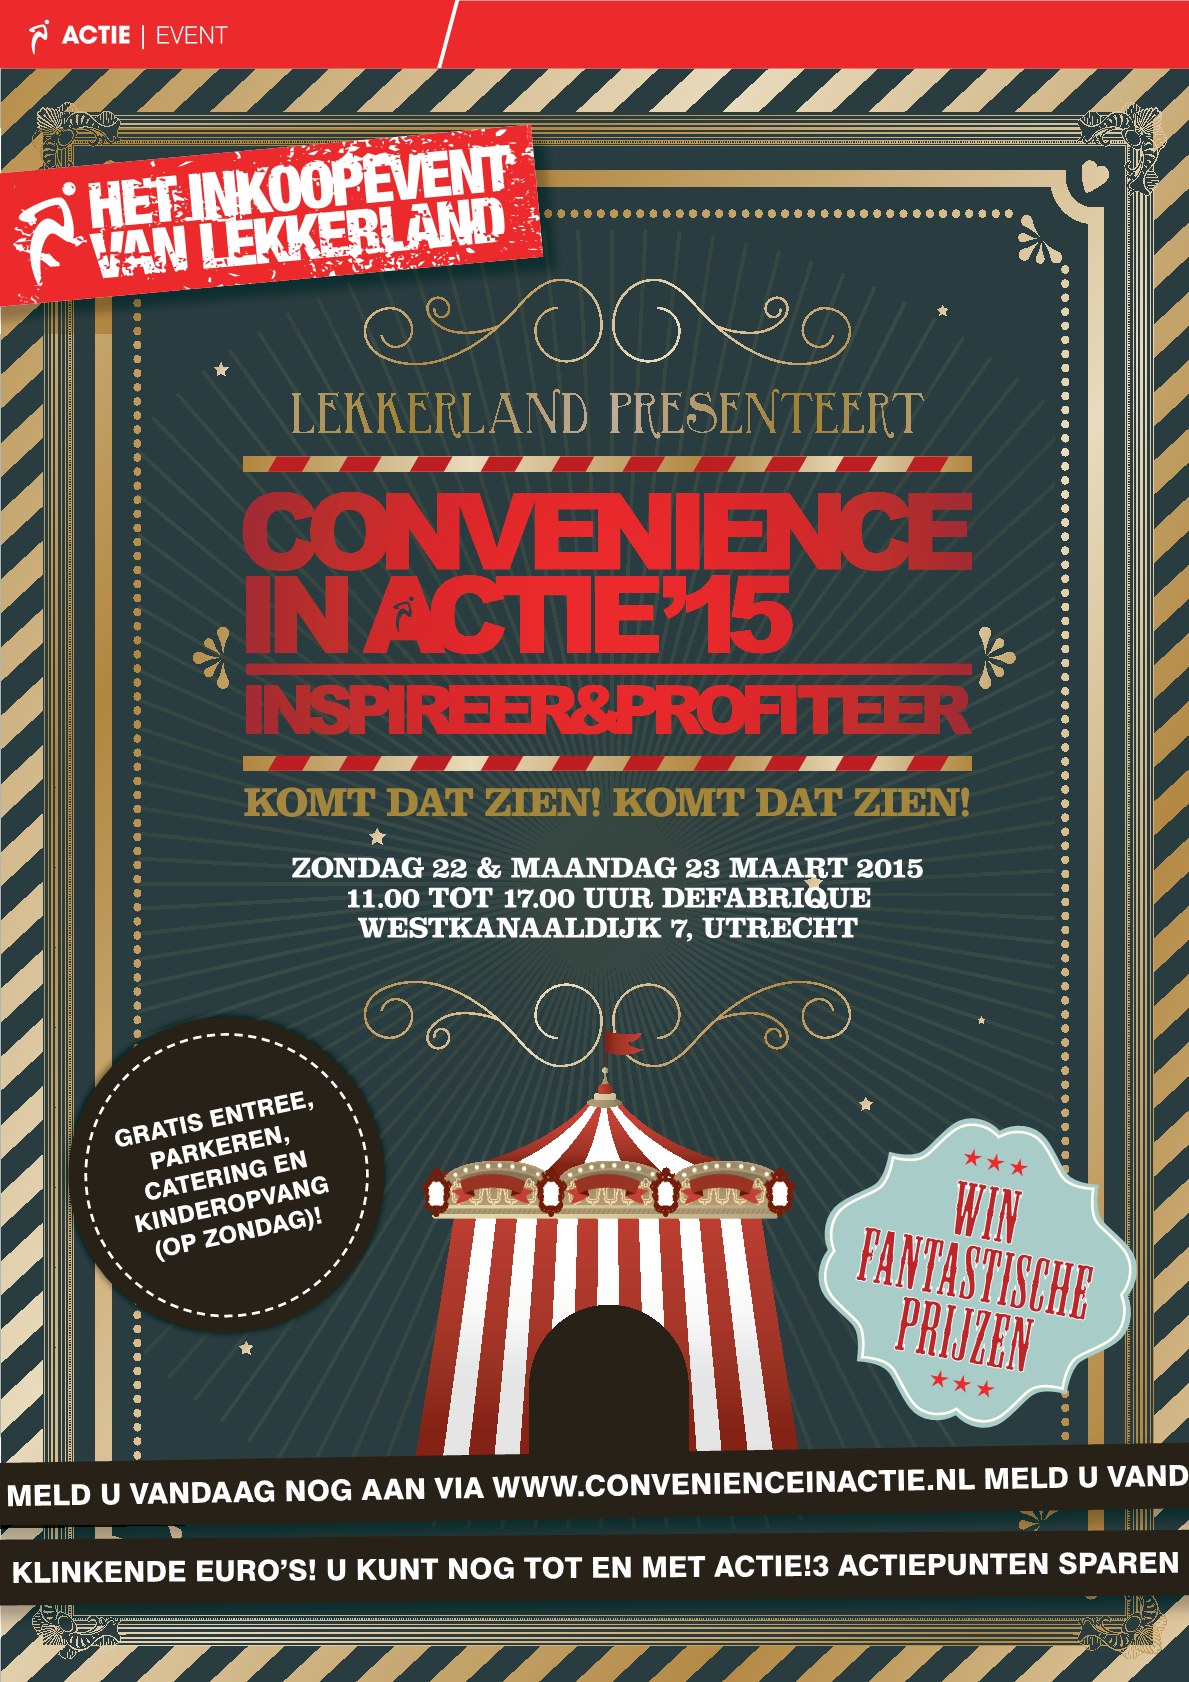 ACTIE | EVENT
HET INKOOPEVENT
VAN LEKKERLAND
LEKKERLAND PRESENTEERT
CONVENIENCE
IN ACTIE'15
INSPIREER&PROFITEER
KOMT DAT ZIEN! KOMT DAT ZIEN!
ZONDAG 22 & MAANDAG 23 MAART 2015
11.00 TOT 17.00 UUR DEFABRIQUE
WESTKANAALDIJK 7, UTRECHT
GRATIS ENTREE,
PARKEREN,
CATERING EN
KINDEROPVANG
(OP ZONDAG)!
WIN
FANTASTISCHE
PRIJZEN
MELD U VANDAAG NOG AAN VIA WWW.CONVENIENCEINACTIE.NL MELD U VAND
KLINKENDE EURO'S! U KUNT NOG TOT EN MET ACTIE!3 ACTIEPUNTEN SPAREN